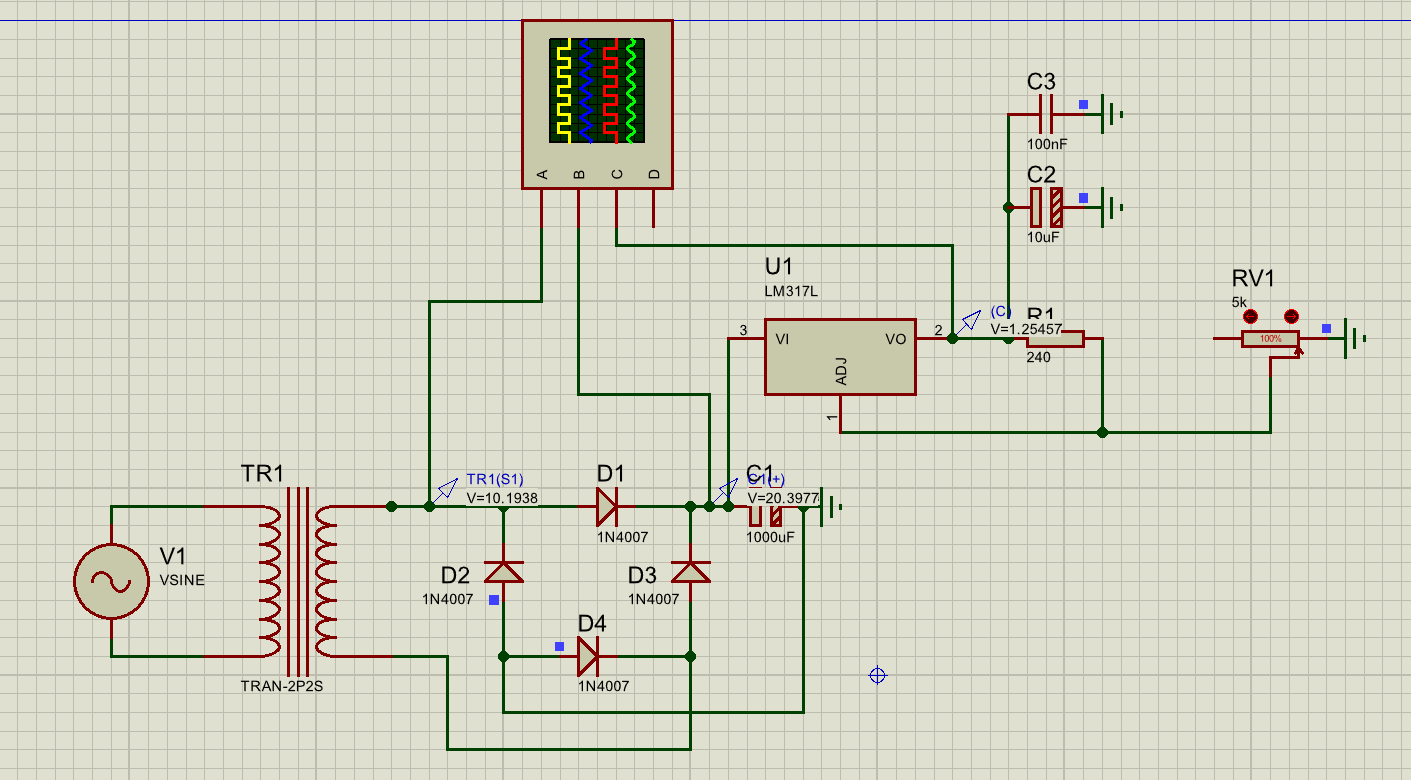 A B C D
C3
100nF
C2
10uF
U1
LM317L
3
VI
VO
2
ADJ
1
(C)
V=1.25457
R1
240
RV1
5k
100%
TR1
TRAN-2P2S
V1
VSINE
TR1(S1)
V=10.1938
D1
1N4007
C1(+)
V=20.3977
C1
1000uF
D2
1N4007
D3
1N4007
D4
1N4007